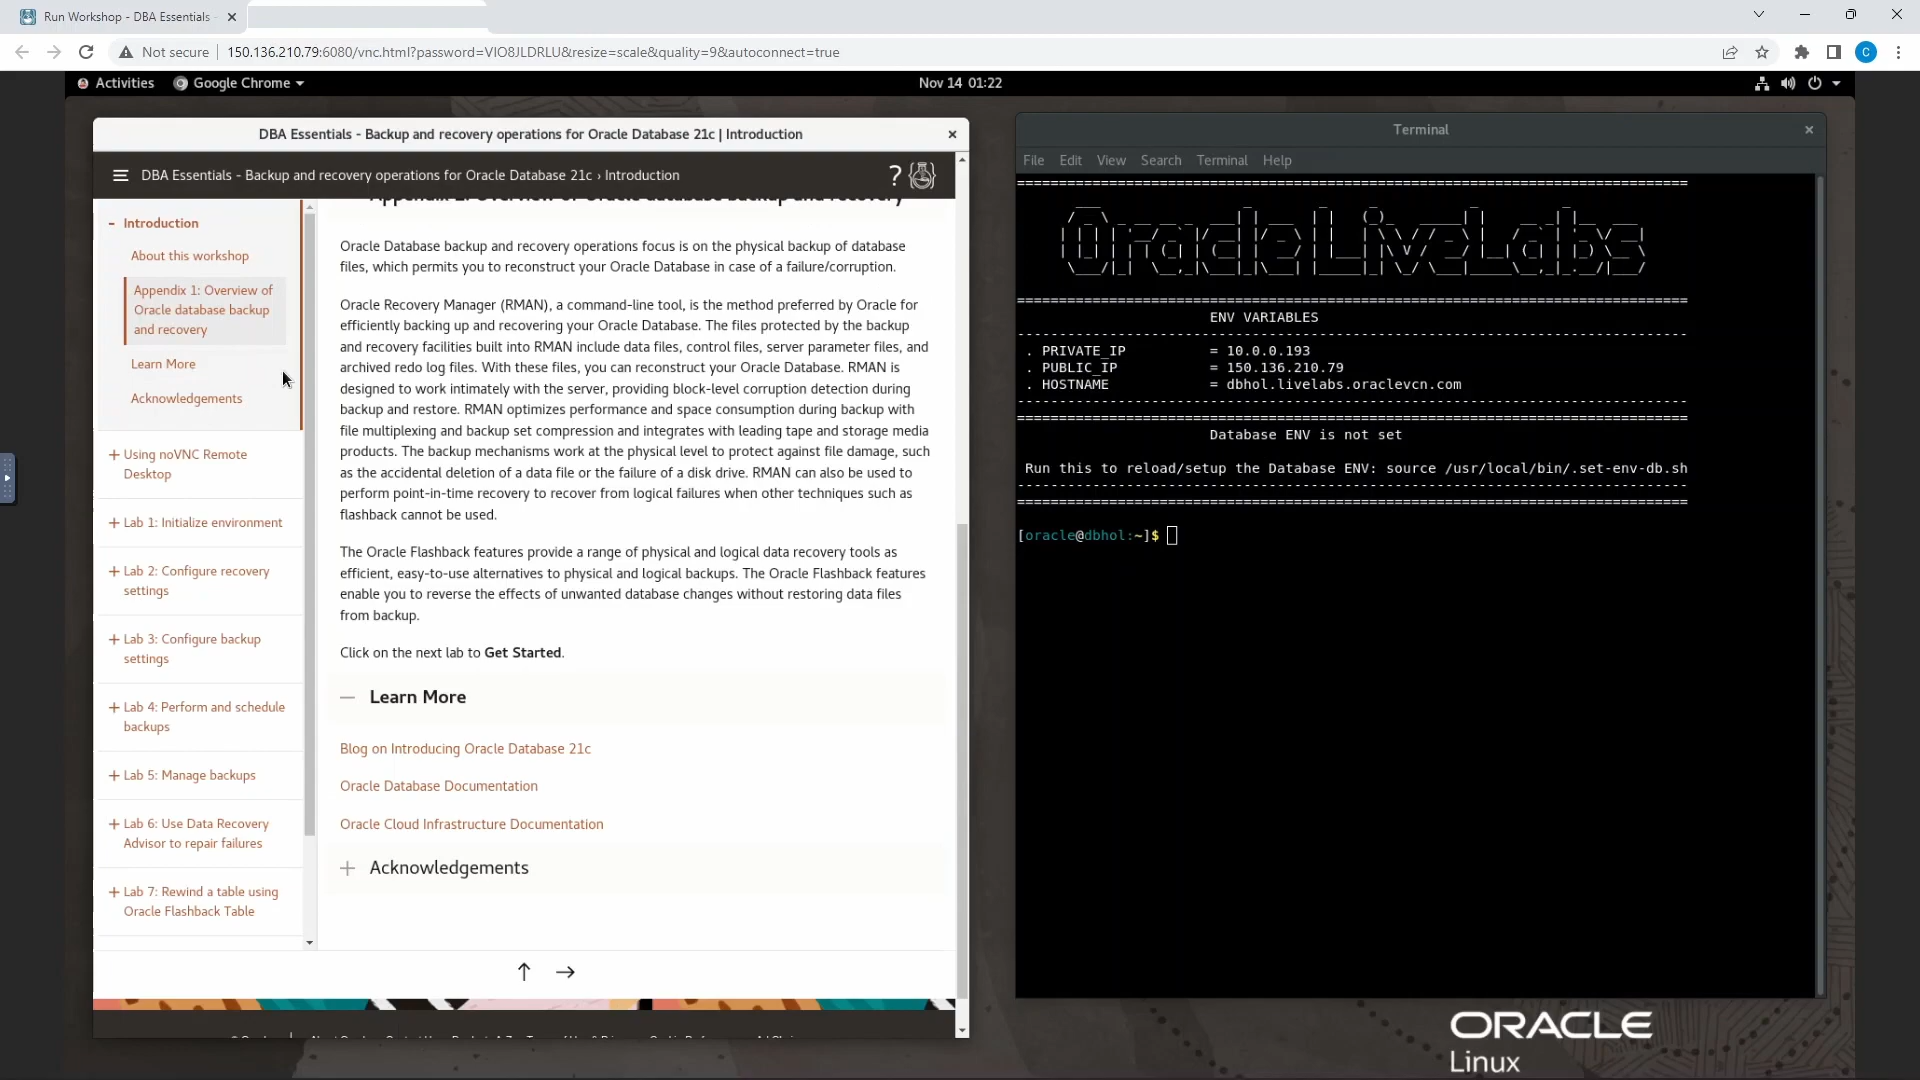 Run Workshop - DBA Essentials
Not secure
150.136.210.79:6080/vnc.html?password=VIO8JLDRLU&resize=scale&quality=9&autoconnect=true
C
Activities
Google Chrome
Nov 14 01:22
DBA Essentials - Backup and recovery operations for Oracle Database 21c | Introduction
DBA Essentials - Backup and recovery operations for Oracle Database 21c › Introduction
?
- Introduction
About this workshop
Appendix 1: Overview of
Oracle database backup
and recovery
Learn More
Acknowledgements
+ Using noVNC Remote
Desktop
+ Lab 1: Initialize environment
+ Lab 2: Configure recovery
settings
+ Lab 3: Configure backup
settings
+ Lab 4: Perform and schedule
backups
+ Lab 5: Manage backups
+ Lab 6: Use Data Recovery
Advisor to repair failures
+ Lab 7: Rewind a table using
Oracle Flashback Table
Appendix 1: Overview of Oracle database backup and recovery
Oracle Database backup and recovery operations focus is on the physical backup of database
files, which permits you to reconstruct your Oracle Database in case of a failure/corruption.
Oracle Recovery Manager (RMAN), a command-line tool, is the method preferred by Oracle for
efficiently backing up and recovering your Oracle Database. The files protected by the backup
and recovery facilities built into RMAN include data files, control files, server parameter files, and
archived redo log files. With these files, you can reconstruct your Oracle Database. RMAN is
designed to work intimately with the server, providing block-level corruption detection during
backup and restore. RMAN optimizes performance and space consumption during backup with
file multiplexing and backup set compression and integrates with leading tape and storage media
products. The backup mechanisms work at the physical level to protect against file damage, such
as the accidental deletion of a data file or the failure of a disk drive. RMAN can also be used to
perform point-in-time recovery to recover from logical failures when other techniques such as
flashback cannot be used.
The Oracle Flashback features provide a range of physical and logical data recovery tools as
efficient, easy-to-use alternatives to physical and logical backups. The Oracle Flashback features
enable you to reverse the effects of unwanted database changes without restoring data files
from backup.
Click on the next lab to Get Started.
— Learn More
Blog on Introducing Oracle Database 21c
Oracle Database Documentation
Oracle Cloud Infrastructure Documentation
+ Acknowledgements
Terminal
File Edit View Search Terminal Help
Oracle LiveLabs
ENV VARIABLES
. PRIVATE_IP = 10.0.0.193
. PUBLIC_IP = 150.136.210.79
. HOSTNAME = dbhol.livelabs.oraclevcn.com
Database ENV is not set
Run this to reload/setup the Database ENV: source /usr/local/bin/.set-env-db.sh
[oracle@dbhol:~]$
ORACLE
Linux